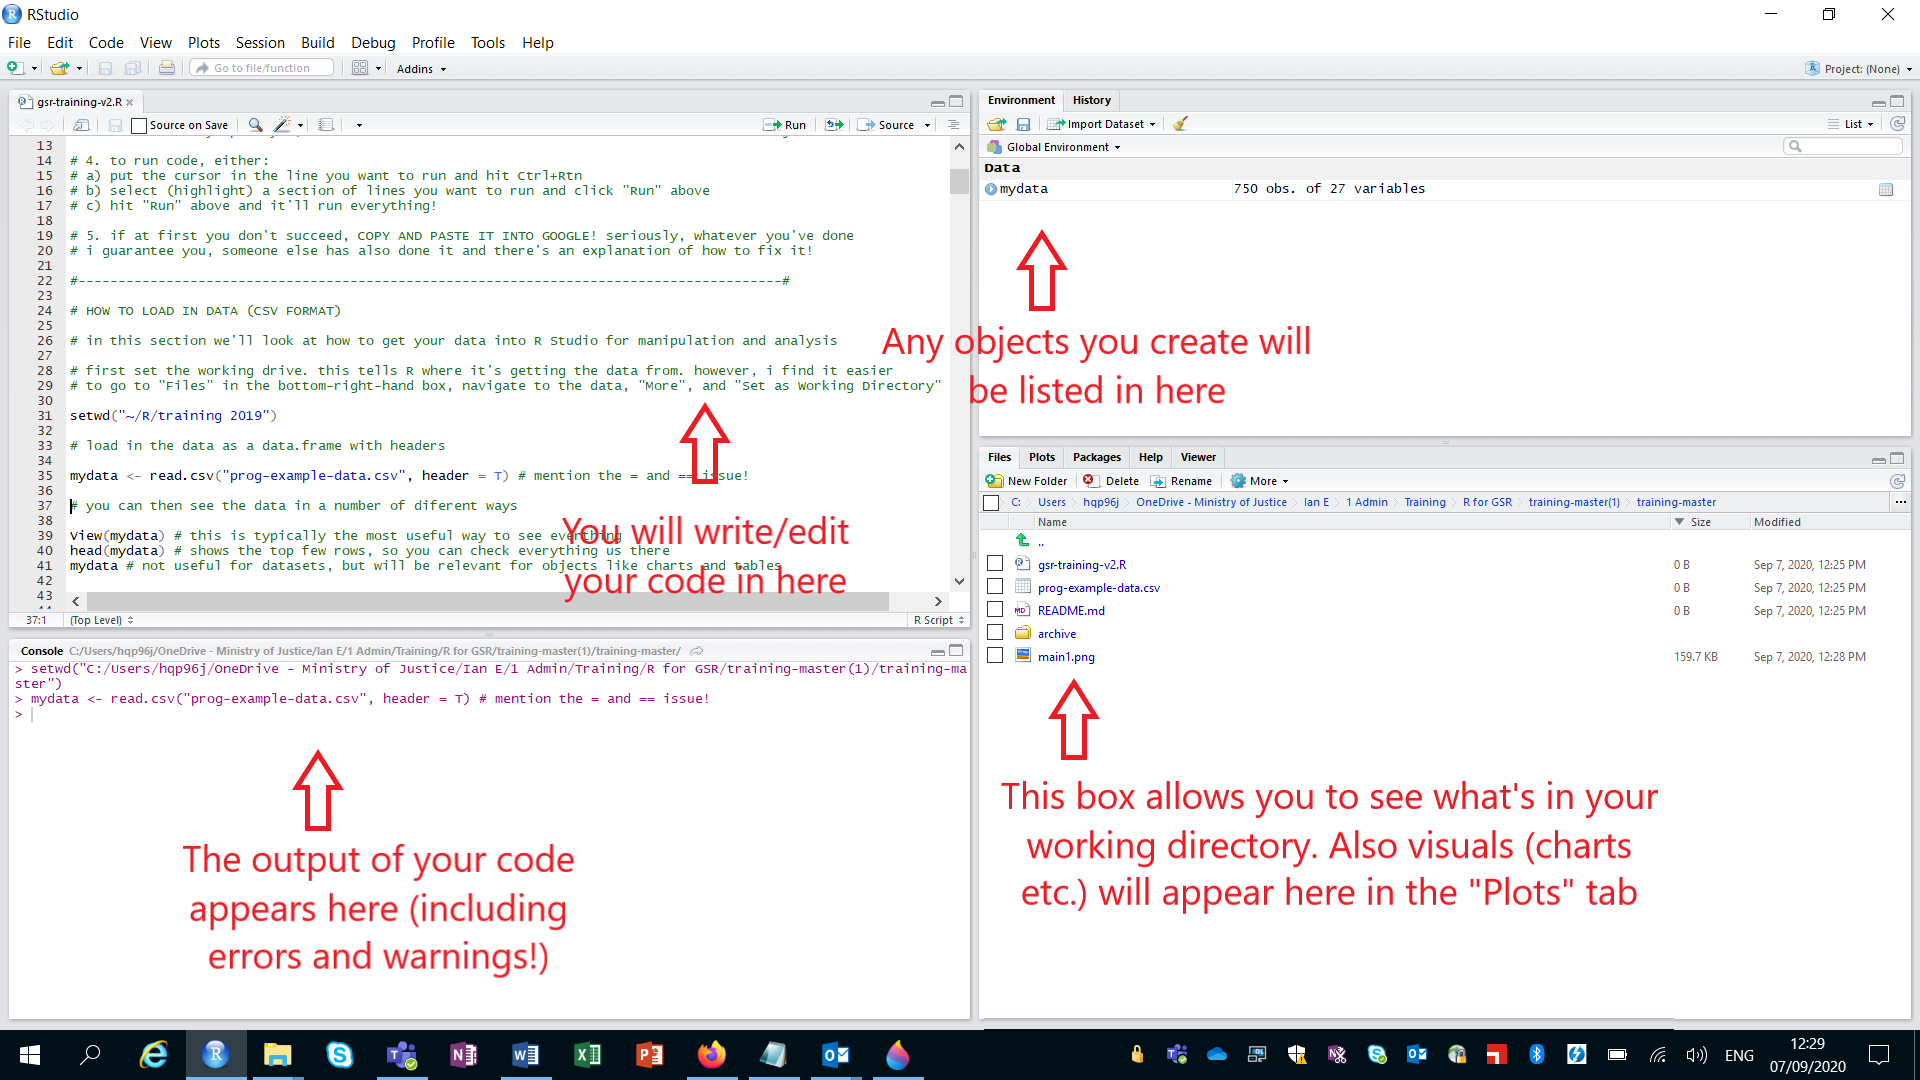 RStudio
File Edit Code View Plots Session Build Debug Profile Tools Help
Go to file/function Addins
Project: (None)
gsr-training-v2.R
Source on Save Run Source
13
14 # 4. to run code, either:
15 # a) put the cursor in the line you want to run and hit Ctrl+Rtn
16 # b) select (highlight) a section of lines you want to run and click "Run" above
17 # c) hit "Run" above and it'll run everything!
18
19 # 5. if at first you don't succeed, COPY AND PASTE IT INTO GOOGLE! seriously, whatever you've done
20 # i guarantee you, someone else has also done it and there's an explanation of how to fix it!
21
22 #----------------------------------------------------------------------------------------#
23
24 # HOW TO LOAD IN DATA (CSV FORMAT)
25
26 # in this section we'll look at how to get your data into R Studio for manipulation and analysis
27
28 # first set the working drive. this tells R where it's getting the data from. however, i find it easier
29 # to go to "Files" in the bottom-right-hand box, navigate to the data, "More", and "Set as Working Directory"
30
31 setwd("~/R/training 2019")
32
33 # load in the data as a data.frame with headers
34
35 mydata <- read.csv("prog-example-data.csv", header = T) # mention the = and == issue!
36
37 # you can then see the data in a number of diferent ways
38
39 View(mydata) # this is typically the most useful way to see
40 head(mydata) # shows the top few rows, so you can check everything us there
41 mydata # not useful for datasets, but will be relevant for objects like charts and tables
42
43
You will write/edit
your code in here
37:1 (Top Level) R Script
Console C:/Users/hqp96j/OneDrive - Ministry of Justice/Ian E/1 Admin/Training/R for GSR/training-master(1)/training-master/
> setwd("C:/Users/hqp96j/OneDrive - Ministry of Justice/Ian E/1 Admin/Training/R for GSR/training-master(1)/training-ma
ster")
> mydata <- read.csv("prog-example-data.csv", header = T) # mention the = and == issue!
>
The output of your code
appears here (including
errors and warnings!)
Environment History
Import Dataset List
Global Environment
Data
mydata 750 obs. of 27 variables
Any objects you create will
be listed in here
Files Plots Packages Help Viewer
New Folder Delete Rename More
C: Users hqp96j OneDrive - Ministry of Justice Ian E 1 Admin Training R for GSR training-master(1) training-master ...
Name Size Modified
..
gsr-training-v2.R 0 B Sep 7, 2020, 12:25 PM
prog-example-data.csv 0 B Sep 7, 2020, 12:25 PM
README.md 0 B Sep 7, 2020, 12:25 PM
archive
main1.png 159.7 KB Sep 7, 2020, 12:28 PM
This box allows you to see what's in your
working directory. Also visuals (charts
etc.) will appear here in the "Plots" tab
ENG
12:29
07/09/2020